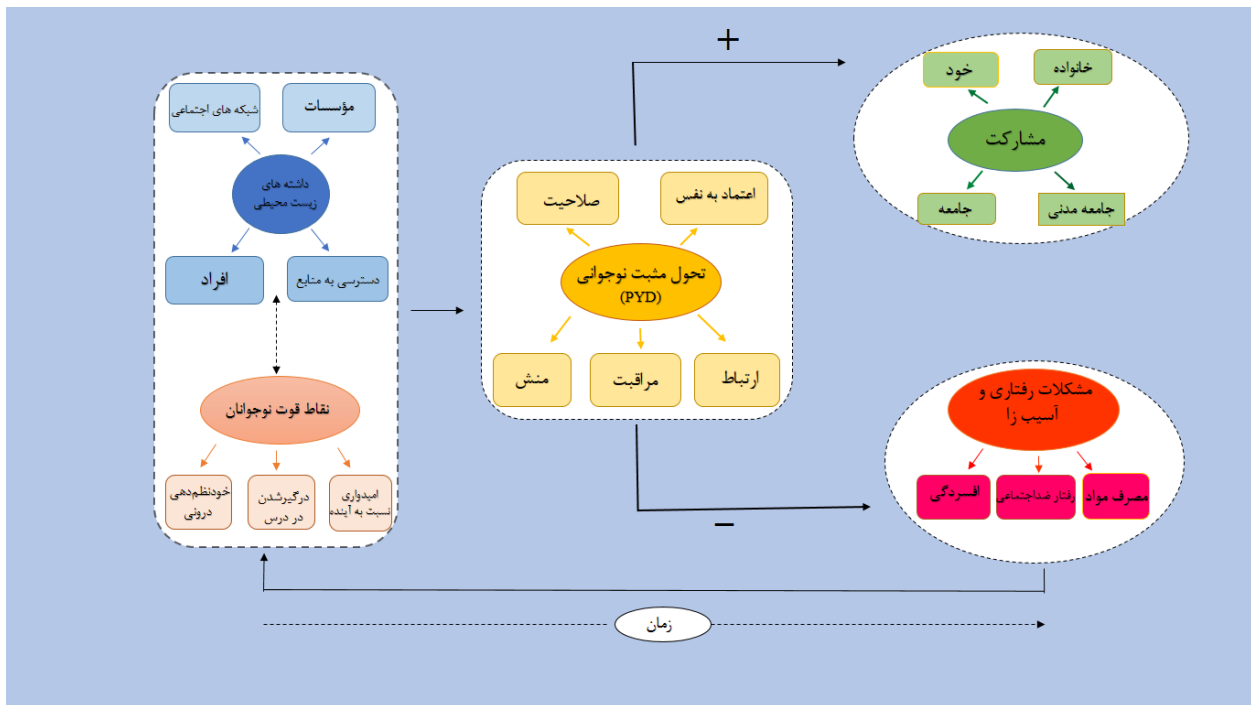 +
خانواده
خود
مشارکت
جامعه مدنی
جامعه
مؤسسات
شبکه های اجتماعی
داشته های
زیست محیطی
دسترسی به منابع
افراد
نقاط قوت نوجوانان
امیدواری
نسبت به آینده
درگیرشدن
در درس
خودنظم‌دهی
درونی
اعتماد به نفس
صلاحیت
تحول مثبت نوجوانی
(PYD)
ارتباط
مراقبت
منش
مشکلات رفتاری و
آسیب زا
مصرف مواد
رفتار ضداجتماعی
افسردگی
−
زمان